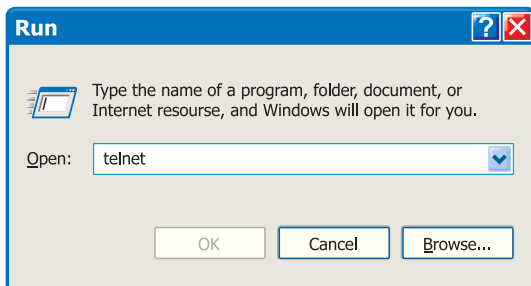 Run
Type the name of a program, folder, document, or
Internet resourse, and Windows will open it for you.
Open: telnet
OK Cancel Browse...